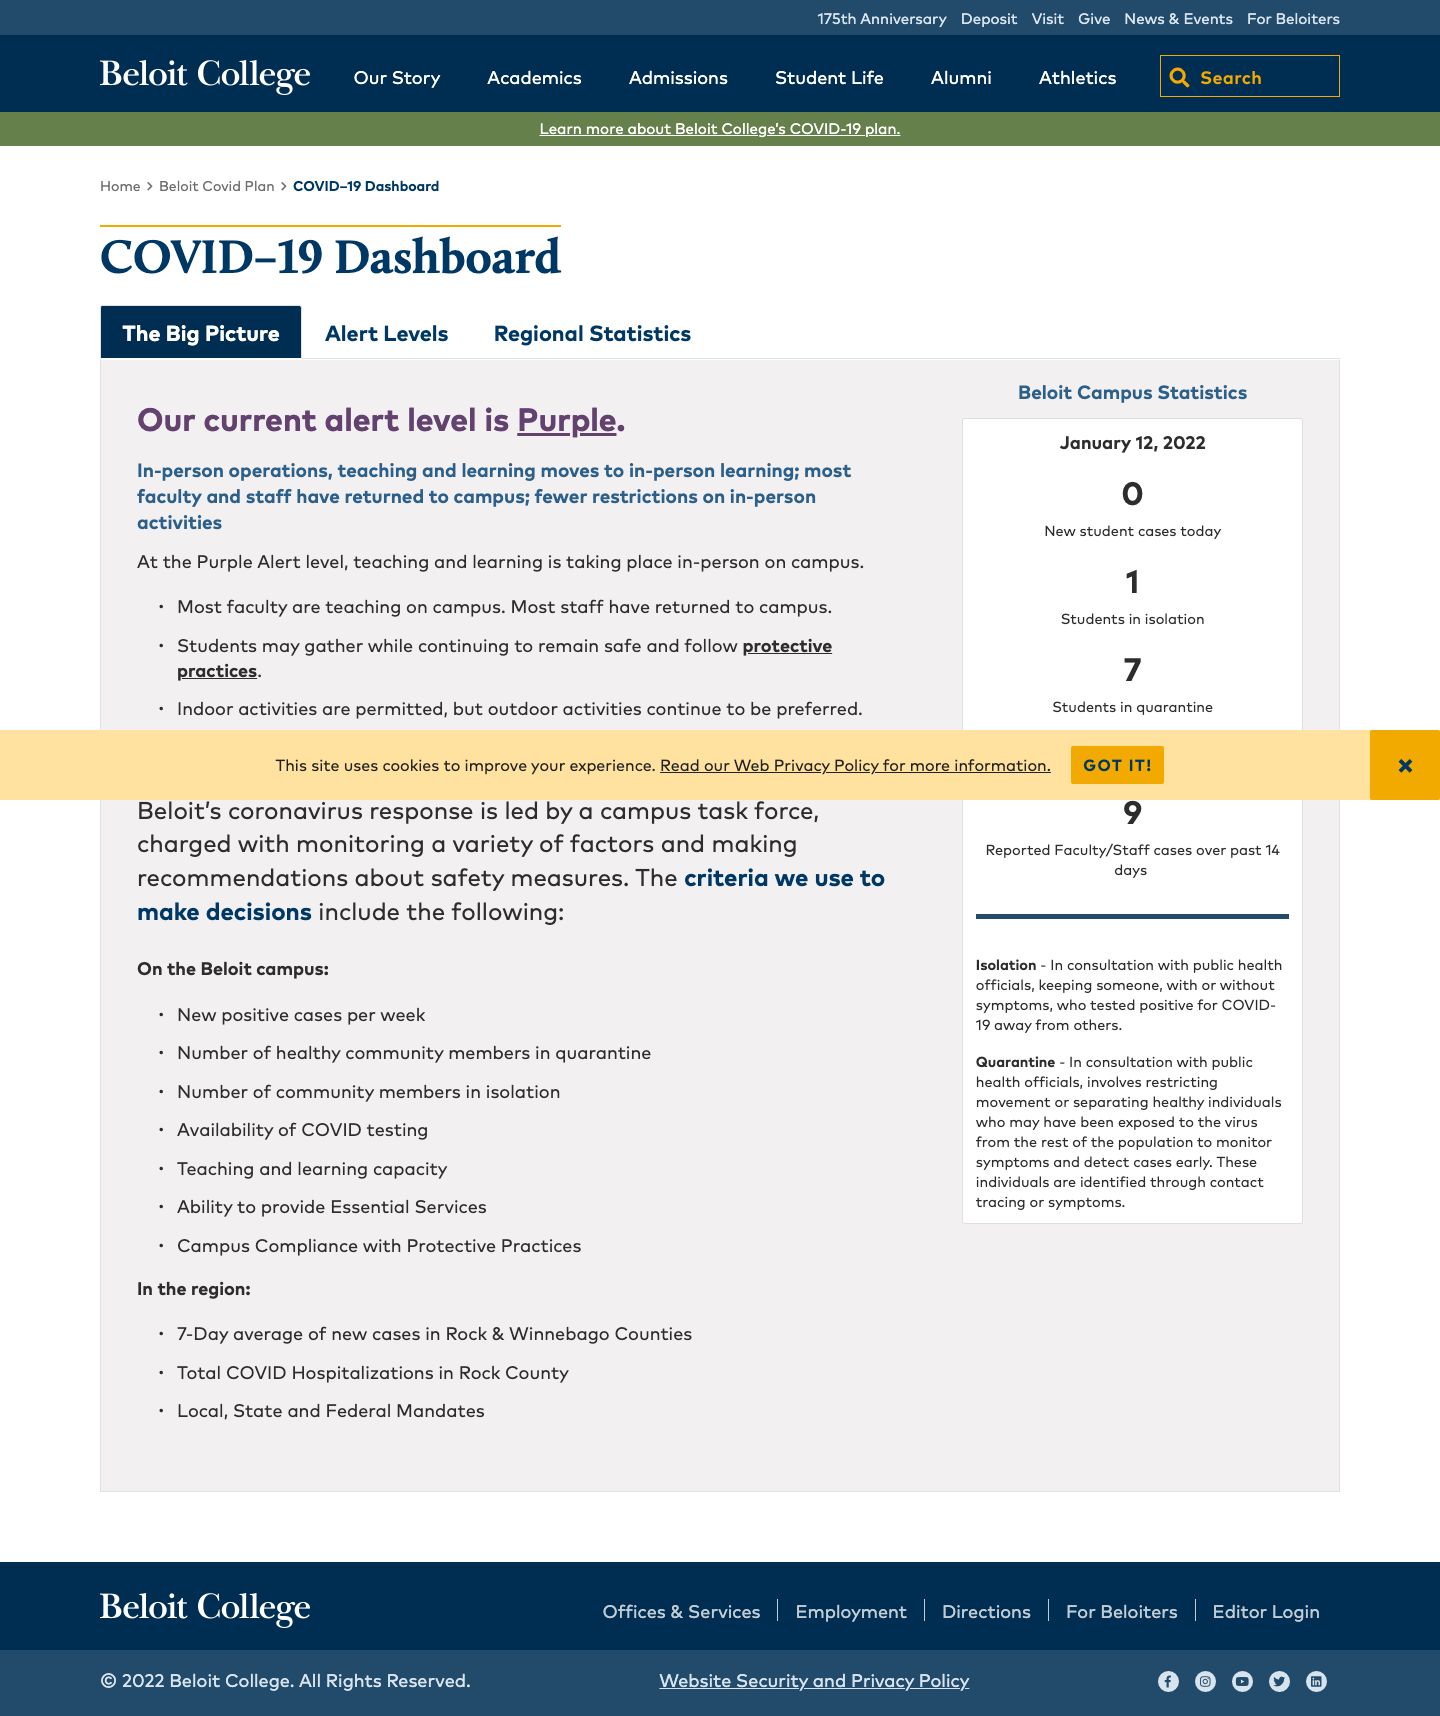 175th Anniversary Deposit Visit Give News & Events For Beloiters
Beloit College Our Story Academics Admissions Student Life Alumni Athletics Search
Learn more about Beloit College's COVID-19 plan.
Home > Beloit Covid Plan > COVID–19 Dashboard
COVID–19 Dashboard
The Big Picture Alert Levels Regional Statistics
Our current alert level is Purple.
In-person operations, teaching and learning moves to in-person learning; most
faculty and staff have returned to campus; fewer restrictions on in-person
activities
At the Purple Alert level, teaching and learning is taking place in-person on campus.
• Most faculty are teaching on campus. Most staff have returned to campus.
• Students may gather while continuing to remain safe and follow protective
practices.
• Indoor activities are permitted, but outdoor activities continue to be preferred.
Beloit Campus Statistics
January 12, 2022
0
New student cases today
1
Students in isolation
7
Students in quarantine
This site uses cookies to improve your experience. Read our Web Privacy Policy for more information. GOT IT!
Beloit's coronavirus response is led by a campus task force,
charged with monitoring a variety of factors and making
recommendations about safety measures. The criteria we use to
make decisions include the following:
On the Beloit campus:
• New positive cases per week
• Number of healthy community members in quarantine
• Number of community members in isolation
• Availability of COVID testing
• Teaching and learning capacity
• Ability to provide Essential Services
• Campus Compliance with Protective Practices
In the region:
• 7-Day average of new cases in Rock & Winnebago Counties
• Total COVID Hospitalizations in Rock County
• Local, State and Federal Mandates
9
Reported Faculty/Staff cases over past 14
days
Isolation - In consultation with public health
officials, keeping someone, with or without
symptoms, who tested positive for COVID-
19 away from others.
Quarantine - In consultation with public
health officials, involves restricting
movement or separating healthy individuals
who may have been exposed to the virus
from the rest of the population to monitor
symptoms and detect cases early. These
individuals are identified through contact
tracing or symptoms.
Beloit College Offices & Services Employment Directions For Beloiters Editor Login
© 2022 Beloit College. All Rights Reserved. Website Security and Privacy Policy